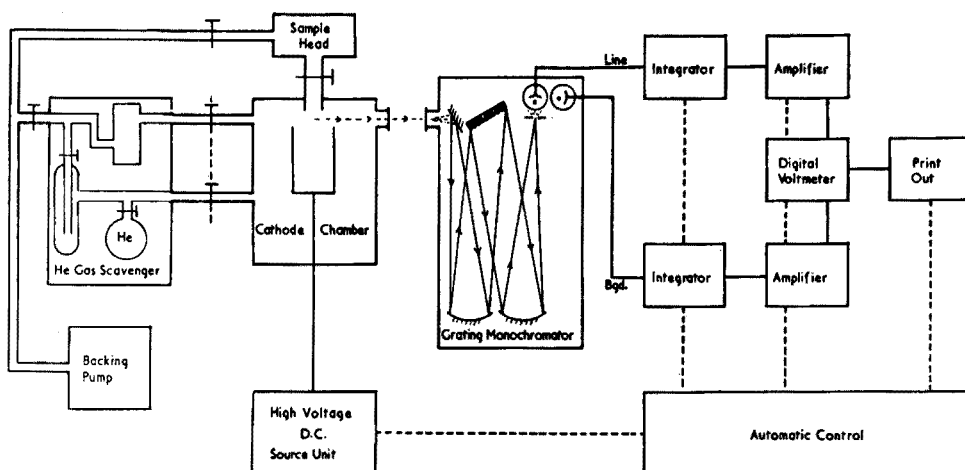 Sample
Head
Line
Integrator
Amplifier
Digital
Voltmeter
Print
Out
He
He Gas Scavenger
Cathode Chamber
Bgd.
Integrator
Amplifier
Grating Monochromator
Backing
Pump
High Voltage
D.C.
Source Unit
Automatic Control